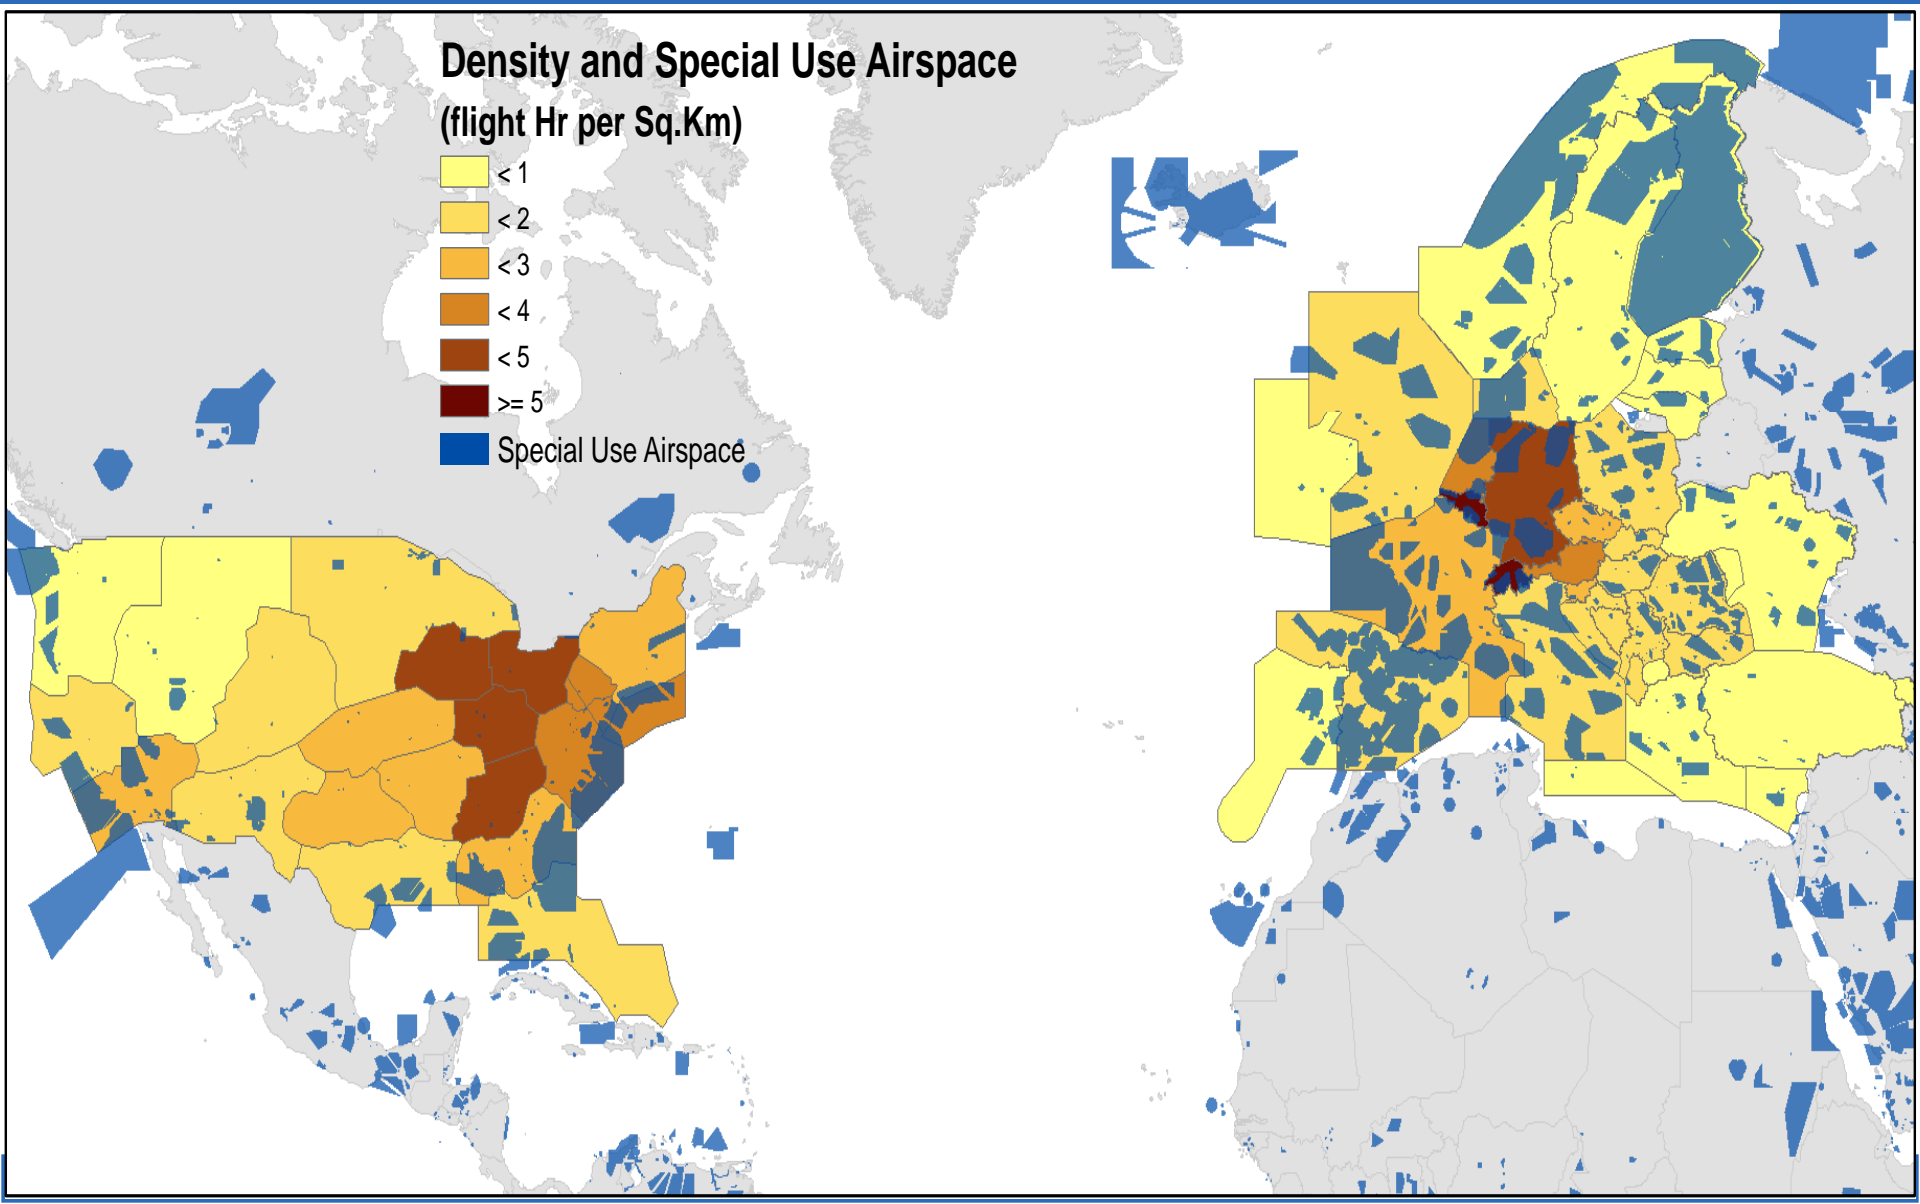 Density and Special Use Airspace
(flight Hr per Sq.Km)
< 1
< 2
< 3
< 4
< 5
>= 5
Special Use Airspace